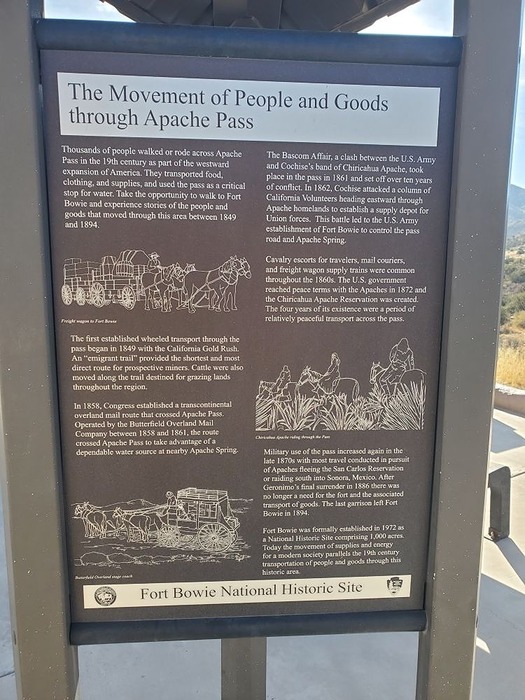 The Movement of People and Goods
through Apache Pass
Thousands of people walked or rode across Apache
Pass in the 19th century as part of the westward
expansion of America. They transported food,
clothing, and supplies, and used the pass as a critical
stop for water. Take the opportunity to walk to Fort
Bowie and experience stories of the people and
goods that moved through this area between 1849
and 1894.
Freight wagon to Fort Bowie
The first established wheeled transport through the
pass began in 1849 with the California Gold Rush.
An "emigrant trail" provided the shortest and most
direct route for prospective miners. Cattle were also
moved along the trail destined for grazing lands
throughout the region.
In 1858, Congress established a transcontinental
overland mail route that crossed Apache Pass.
Operated by the Butterfield Overland Mail
Company between 1858 and 1861, the route
crossed Apache Pass to take advantage of a
dependable water source at nearby Apache Spring.
Butterfield Overland stage coach
The Bascom Affair, a clash between the U.S. Army
and Cochise's band of Chiricahua Apache, took
place in the pass in 1861 and set off over ten years
of conflict. In 1862, Cochise attacked a column of
California Volunteers heading eastward through
Apache homelands to establish a supply depot for
Union forces. This battle led to the U.S. Army
establishment of Fort Bowie to control the pass
road and Apache Spring.
Cavalry escorts for travelers, mail couriers,
and freight wagon supply trains were common
throughout the 1860s. The U.S. government
reached peace terms with the Apaches in 1872 and
the Chiricahua Apache Reservation was created.
The four years of its existence were a period of
relatively peaceful transport across the pass.
Chiricahua Apache riding through the Pass
Military use of the pass increased again in the
late 1870s with most travel conducted in pursuit
of Apaches fleeing the San Carlos Reservation
or raiding south into Sonora, Mexico. After
Geronimo's final surrender in 1886 there was
no longer a need for the fort and the associated
transport of goods. The last garrison left Fort
Bowie in 1894.
Fort Bowie was formally established in 1972 as
a National Historic Site comprising 1,000 acres.
Today the movement of supplies and energy
for a modern society parallels the 19th century
transportation of people and goods through this
historic area.
Fort Bowie National Historic Site